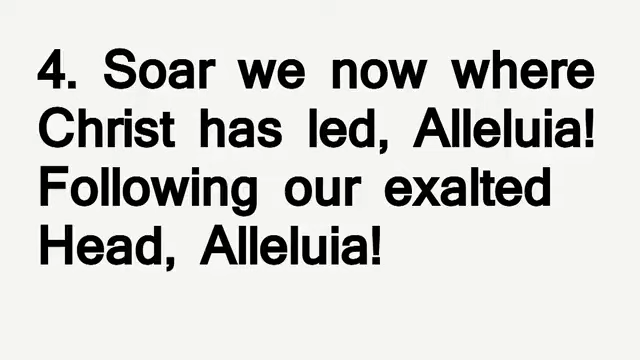 4. Soar we now where
Christ has led, Alleluia!
Following our exalted
Head, Alleluia!